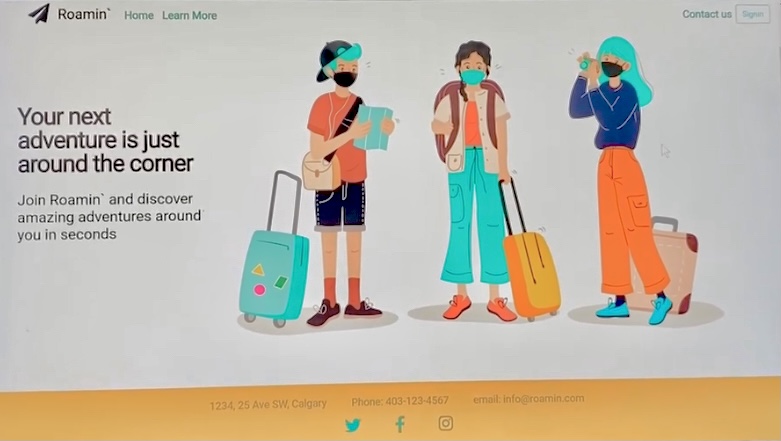 Roamin`
Home Learn More
Contact us Signin
Your next
adventure is just
around the corner
Join Roamin` and discover
amazing adventures around
you in seconds
1234, 25 Ave SW, Calgary Phone: 403-123-4567 email: info@roamin.com